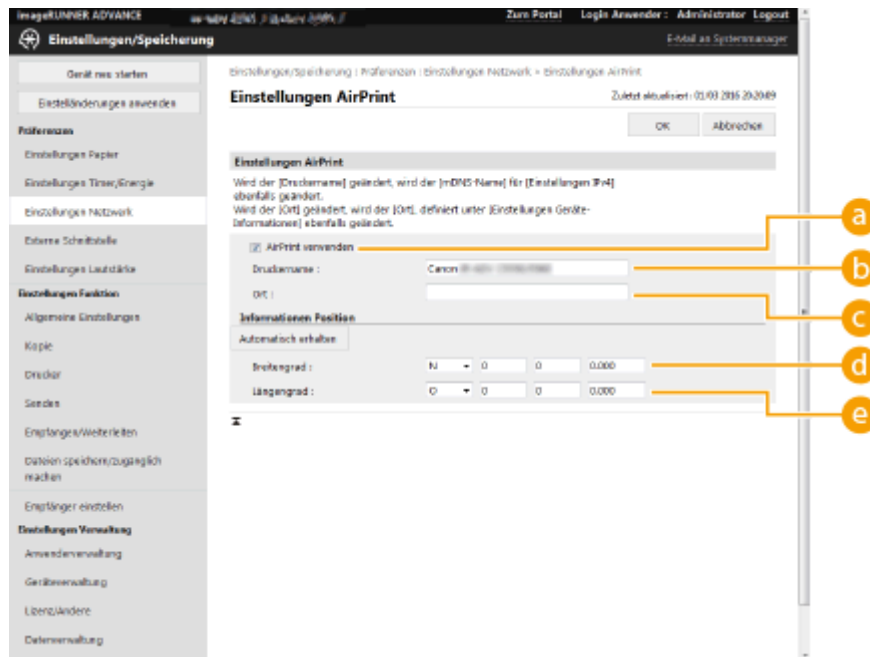 imageRUNNER ADVANCE
Zum Portal Login Anwender : Administrator Logout
Einstellungen/Speicherung
E-Mail an Systemmanager
Gerät neu starten
Einstelländerungen anwenden
Präferenzen
Einstellungen Papier
Einstellungen Timer/Energie
Einstellungen Netzwerk
Externe Schnittstelle
Einstellungen Lautstärke
Einstellungen Funktion
Allgemeine Einstellungen
Kopie
Drucker
Senden
Empfangen/Weiterleiten
Dateien speichern/zugänglich
machen
Empfänger einstellen
Einstellungen Verwaltung
Anwenderverwaltung
Geräteverwaltung
Lizenz/Andere
Datenverwaltung
Einstellungen/Speicherung : Präferenzen : Einstellungen Netzwerk > Einstellungen AirPrint
Einstellungen AirPrint
Zuletzt aktualisiert : 01/03 2016 20:20:09
OK Abbrechen
Einstellungen AirPrint
Wird der [Druckername] geändert, wird der [mDNS-Name] für [Einstellungen IPv4]
ebenfalls geändert.
Wird der [Ort] geändert, wird der [Ort], definiert unter [Einstellungen Geräte-
Informationen] ebenfalls geändert.
AirPrint verwenden
a
Druckername : Canon
b
Ort :
c
Informationen Position
Automatisch erhalten
Breitengrad : N 0 0 0.000
d
Längengrad : O 0 0 0.000
e